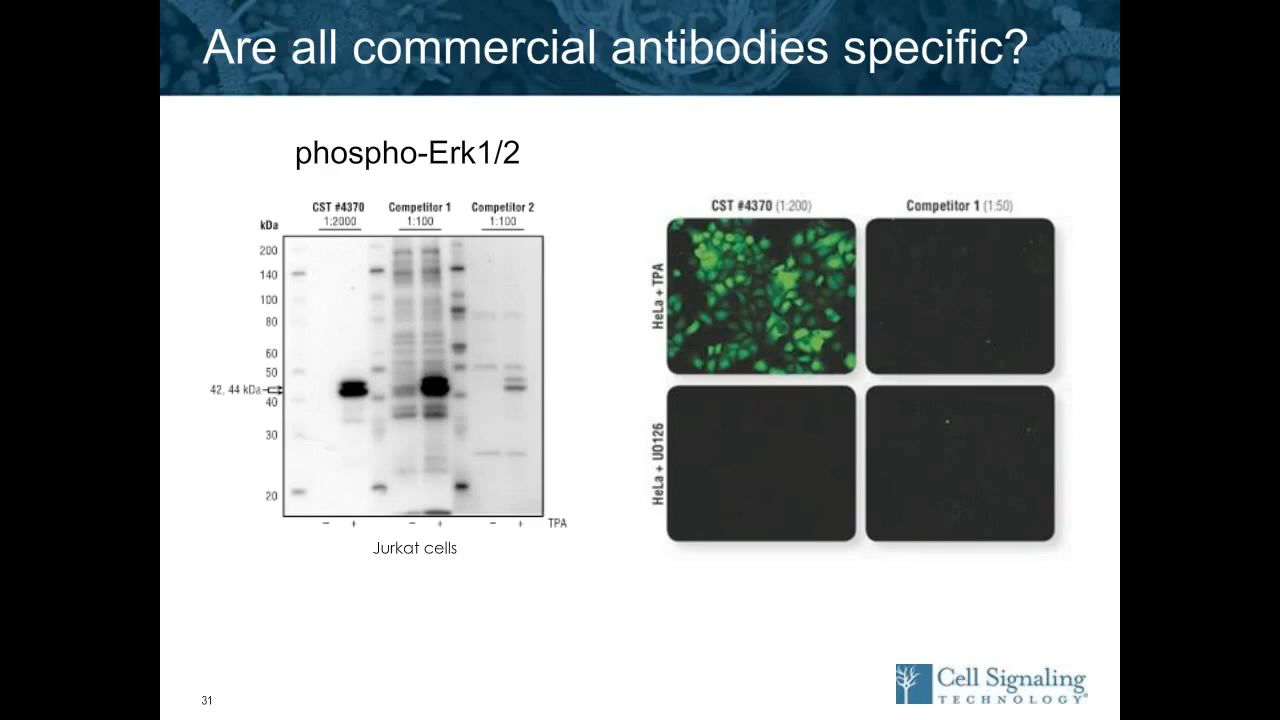 Are all commercial antibodies specific?
phospho-Erk1/2
CST #4370 Competitor 1 Competitor 2
1:2000 1:100 1:100
kDa
200
140
100
80
60
50
42, 44 kDa
40
30
20
– + – + – + TPA
Jurkat cells
CST #4370 (1:200) Competitor 1 (1:50)
HeLa + TPA
HeLa + U0126
31
Cell Signaling
TECHNOLOGY®